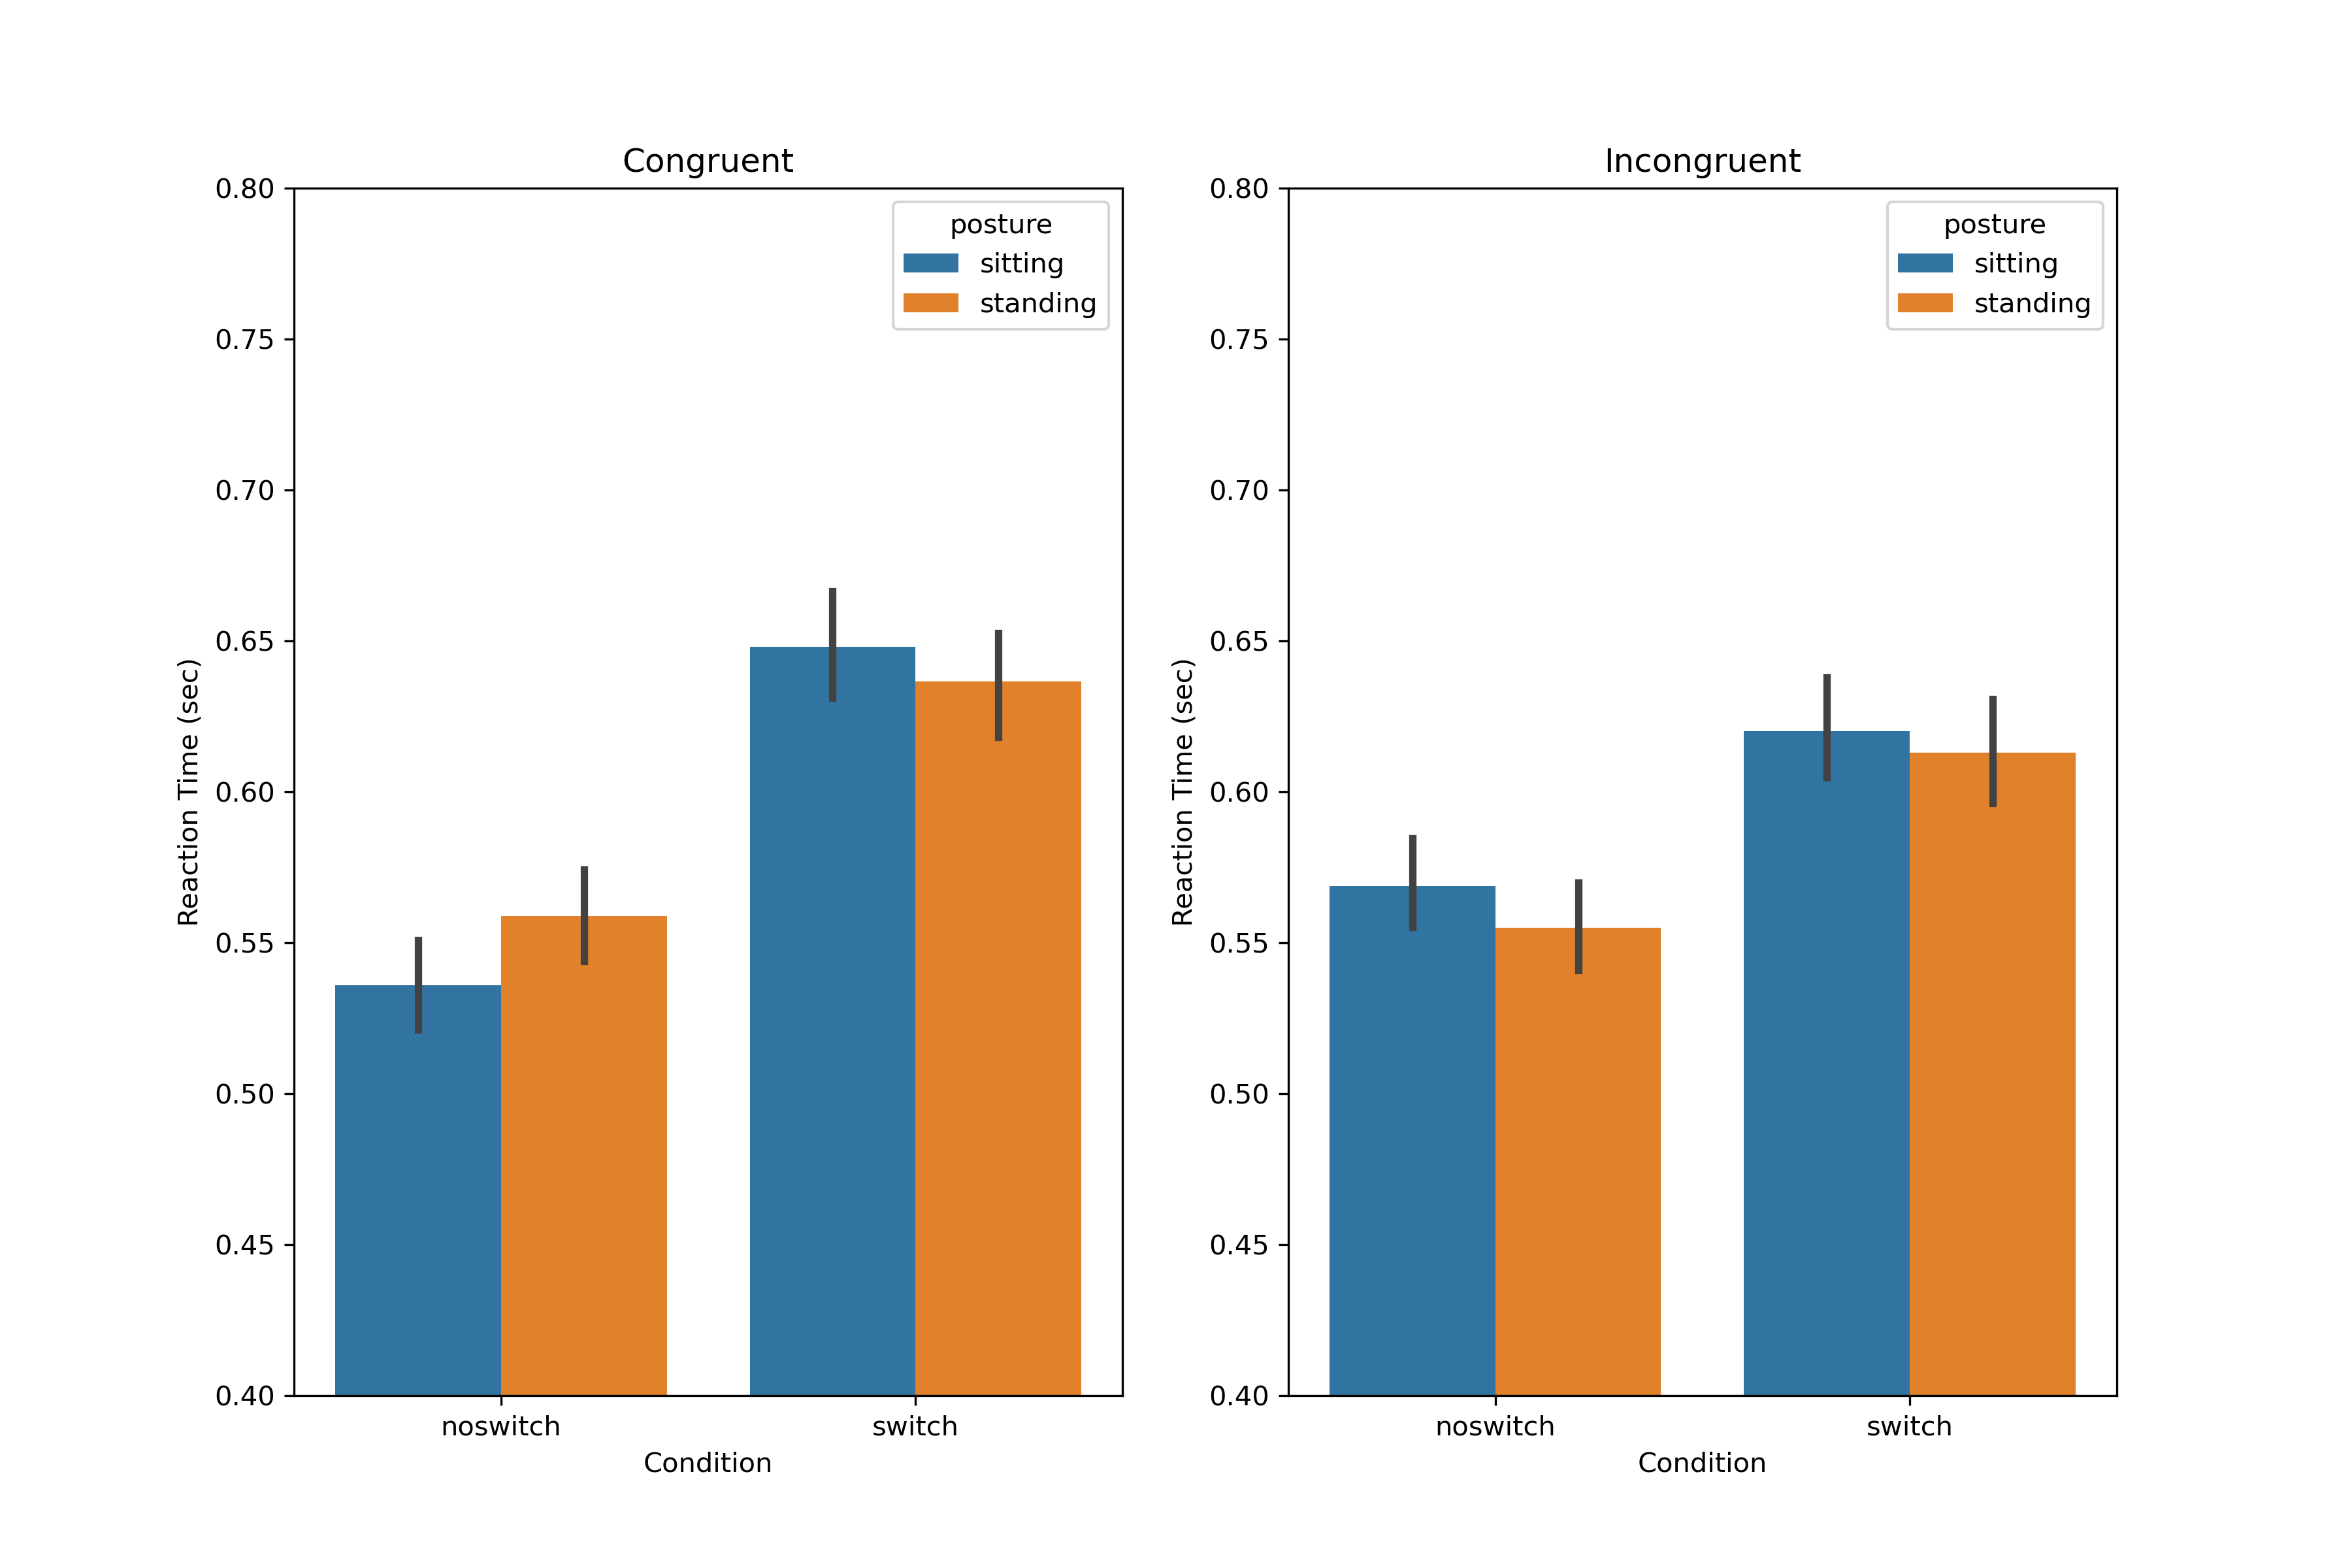 Congruent
0.80
0.75
0.70
0.65
0.60
0.55
0.50
0.45
0.40
Reaction Time (sec)
posture
sitting
standing
noswitch switch
Condition
Incongruent
0.80
0.75
0.70
0.65
0.60
0.55
0.50
0.45
0.40
Reaction Time (sec)
posture
sitting
standing
noswitch switch
Condition